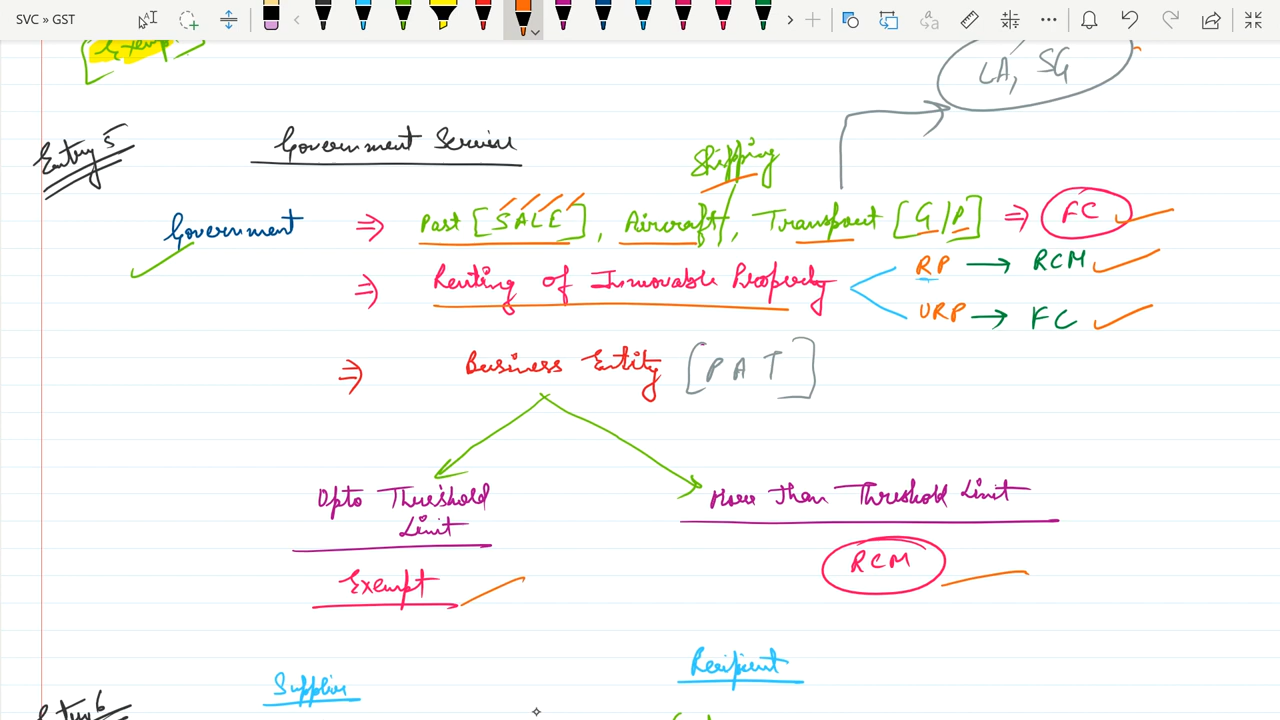 SVC » GST
Exempt
LA, SG
Entry 5
Government Service
Shipping
Government ⇒ Post [SALE], Aircraft, Transport [G/P] ⇒ FC
⇒ Renting of Immovable Property
RP → RCM
URP → FC
⇒ Business Entity [PAT]
Upto Threshold Limit
More Than Threshold Limit
Exempt
RCM
Supplier
Recipient
Entry 6